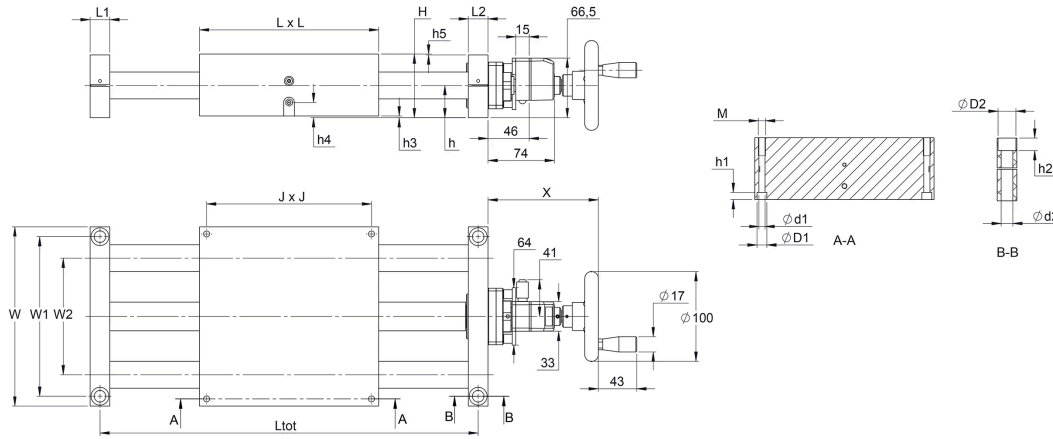 L1
L x L
H
h5
L2
15
66,5
h4
h3
h
46
74
M
ØD2
h1
h2
Ød1
ØD1
A-A
B-B
J x J
X
64
41
Ø17
Ø100
W
W1
W2
33
43
A
A
B
B
Ltot